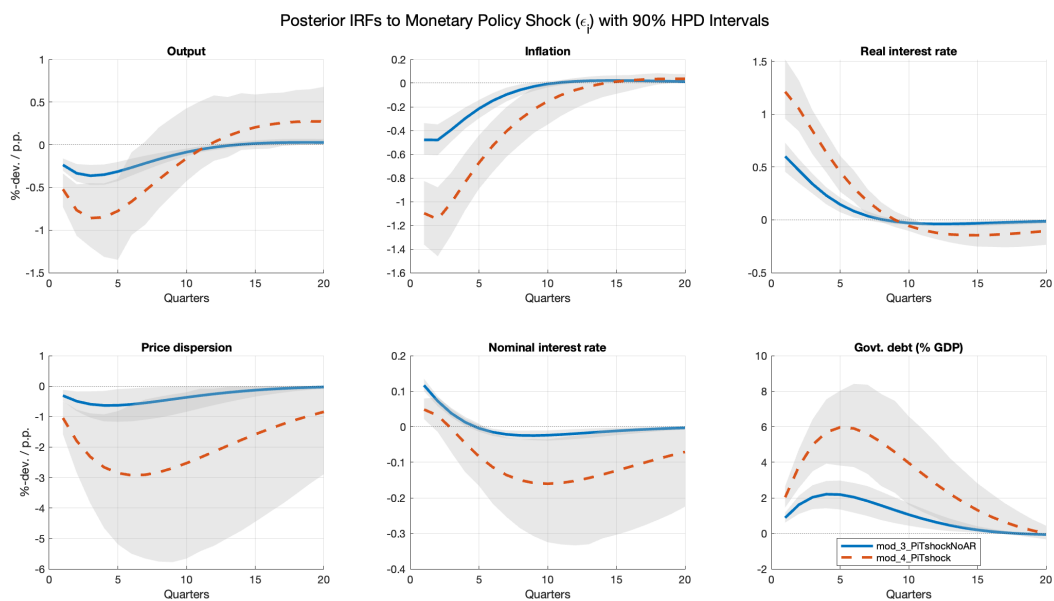 Posterior IRFs to Monetary Policy Shock (ϵi) with 90% HPD Intervals
Output
1
0.5
0
-0.5
-1
-1.5
%-dev. / p.p.
0 5 10 15 20
Quarters
Inflation
0.2
0
-0.2
-0.4
-0.6
-0.8
-1
-1.2
-1.4
-1.6
0 5 10 15 20
Quarters
Real interest rate
1.5
1
0.5
0
-0.5
0 5 10 15 20
Quarters
Price dispersion
1
0
-1
-2
-3
-4
-5
-6
%-dev. / p.p.
0 5 10 15 20
Quarters
Nominal interest rate
0.2
0.1
0
-0.1
-0.2
-0.3
-0.4
0 5 10 15 20
Quarters
Govt. debt (% GDP)
10
8
6
4
2
0
-2
0 5 10 15 20
Quarters
mod_3_PiTshockNoAR
mod_4_PiTshock